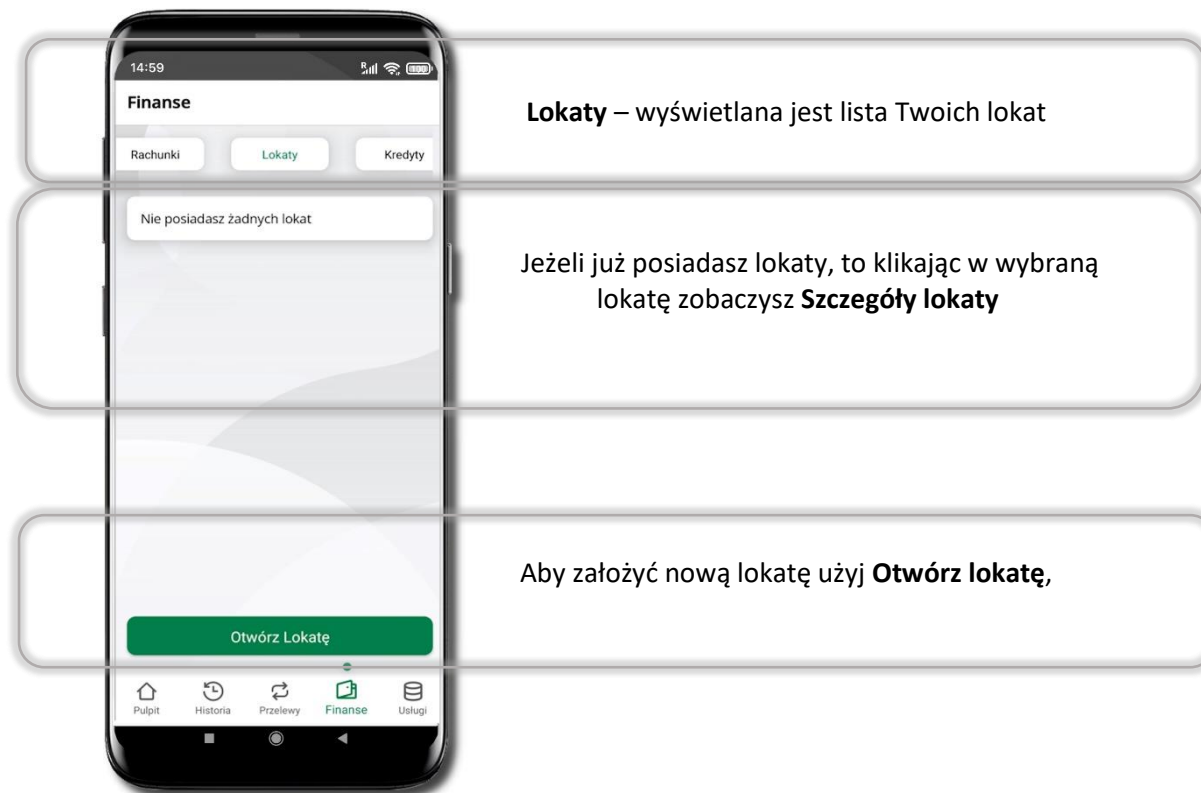 14:59
R
100
Finanse
Rachunki
Lokaty
Kredyty
Nie posiadasz żadnych lokat
Otwórz Lokatę
Pulpit
Historia
Przelewy
Finanse
Usługi
Lokaty – wyświetlana jest lista Twoich lokat
Jeżeli już posiadasz lokaty, to klikając w wybraną
lokatę zobaczysz Szczegóły lokaty
Aby założyć nową lokatę użyj Otwórz lokatę,